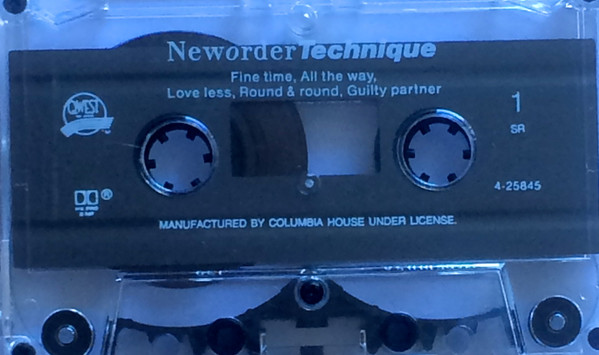 Neworder Technique
Fine time, All the way,
Love less, Round & round, Guilty partner
QWEST
1
SR
4-25845
MANUFACTURED BY COLUMBIA HOUSE UNDER LICENSE.